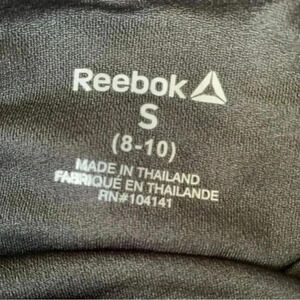 Reebok
S
(8-10)
MADE IN THAILAND
FABRIQUÉ EN THAILANDE
RN#104141